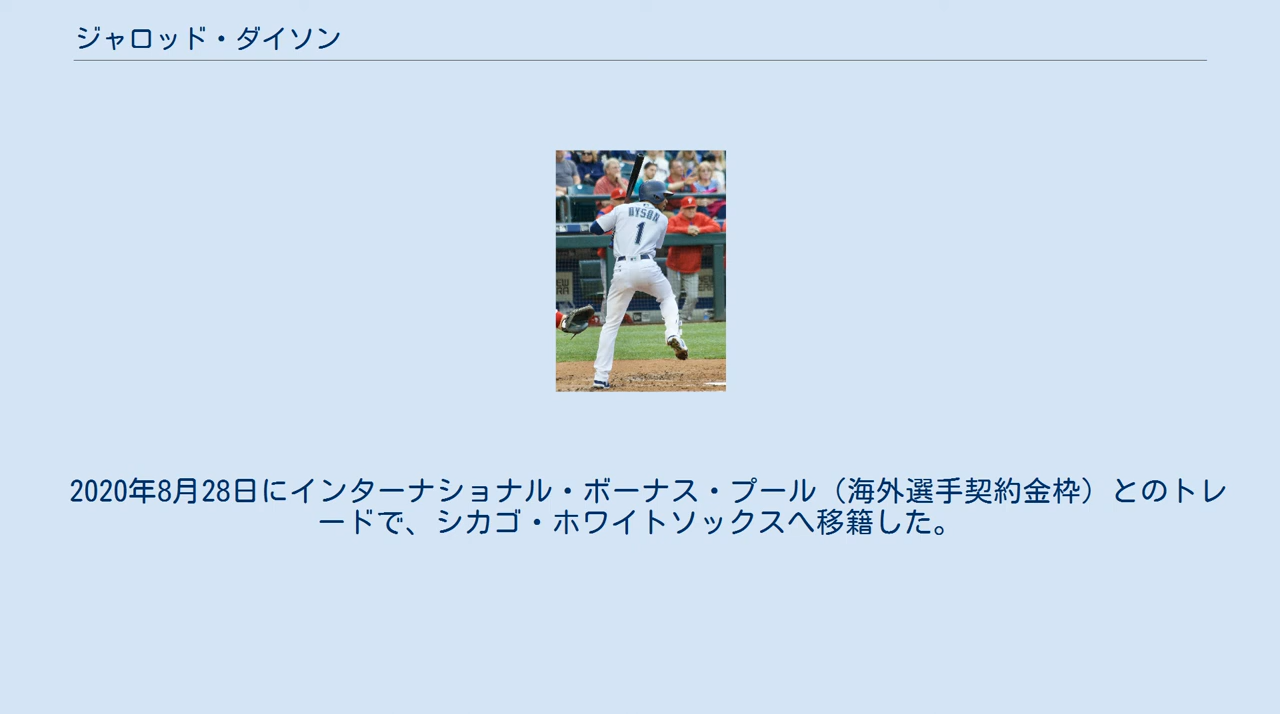 ジャロッド・ダイソン
DYSON
1
2020年8月28日にインターナショナル・ボーナス・プール（海外選手契約金枠）とのトレ
ードで、シカゴ・ホワイトソックスへ移籍した。